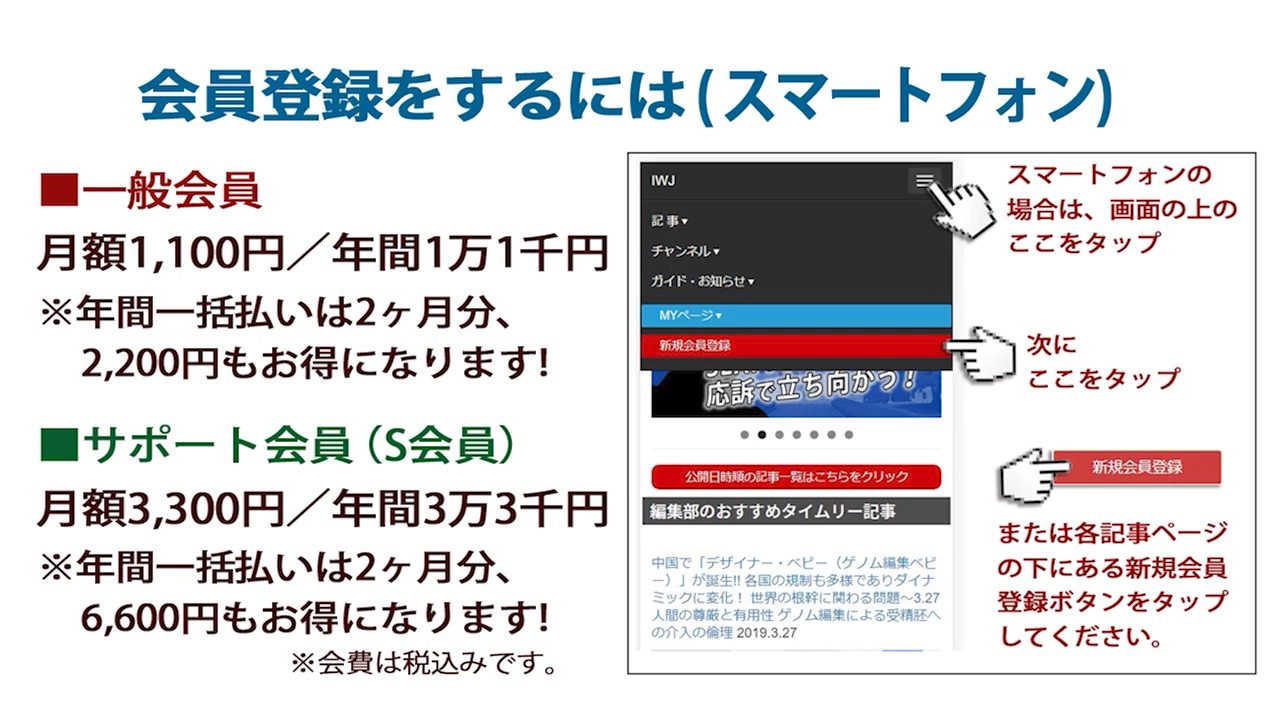 会員登録をするには(スマートフォン)
■一般会員
月額1,100円／年間1万1千円
※年間一括払いは2ヶ月分、
2,200円もお得になります!
■サポート会員（S会員）
月額3,300円／年間3万3千円
※年間一括払いは2ヶ月分、
6,600円もお得になります!
※会費は税込みです。
IWJ
記事▾
チャンネル▾
ガイド・お知らせ▾
MYページ▾
新規会員登録
応訴で立ち向かう！
公開日時順の記事一覧はこちらをクリック
編集部のおすすめタイムリー記事
中国で「デザイナー・ベビー（ゲノム編集ベビ
ー）」が誕生!! 各国の規制も多様でありダイナ
ミックに変化！ 世界の根幹に関わる問題～3.27
人間の尊厳と有用性 ゲノム編集による受精胚へ
の介入の倫理 2019.3.27
スマートフォンの
場合は、画面の上の
ここをタップ
次に
ここをタップ
新規会員登録
または各記事ページ
の下にある新規会員
登録ボタンをタップ
してください。